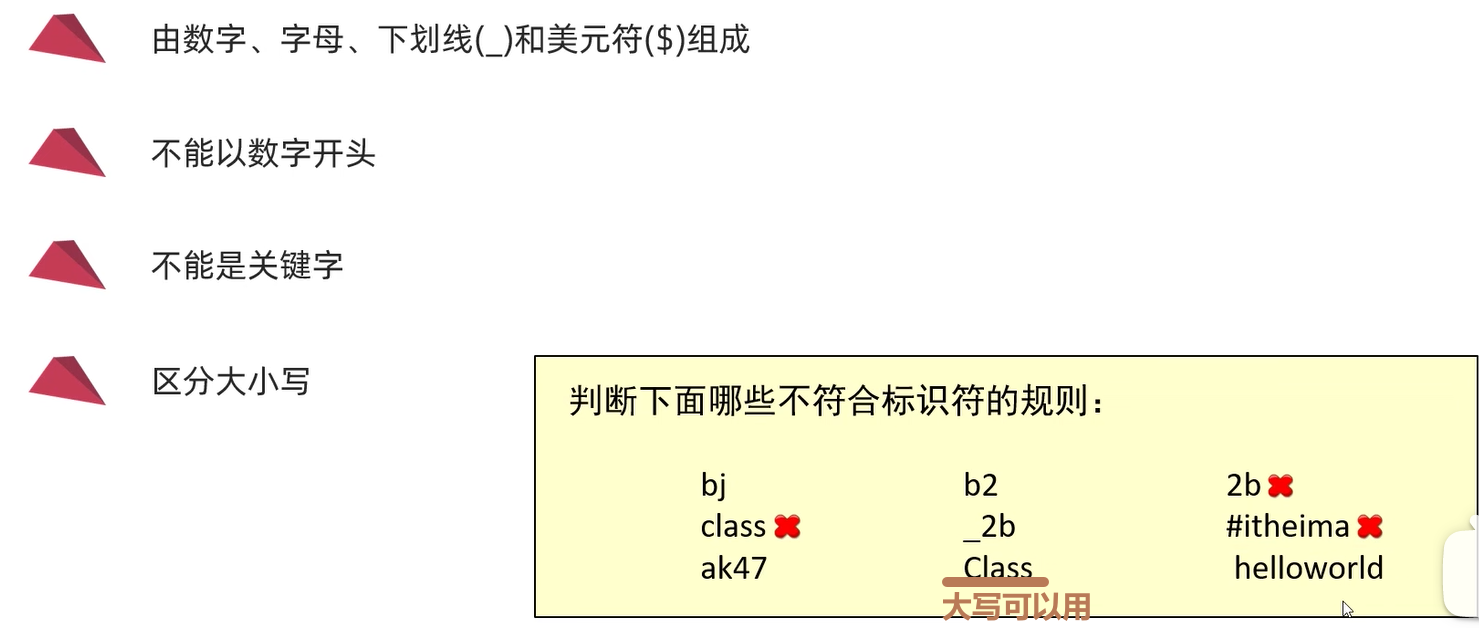 由数字、字母、下划线(_)和美元符($)组成
不能以数字开头
不能是关键字
区分大小写
判断下面哪些不符合标识符的规则：
bj b2 2b
class _2b #itheima
ak47 Class helloworld
大写可以用